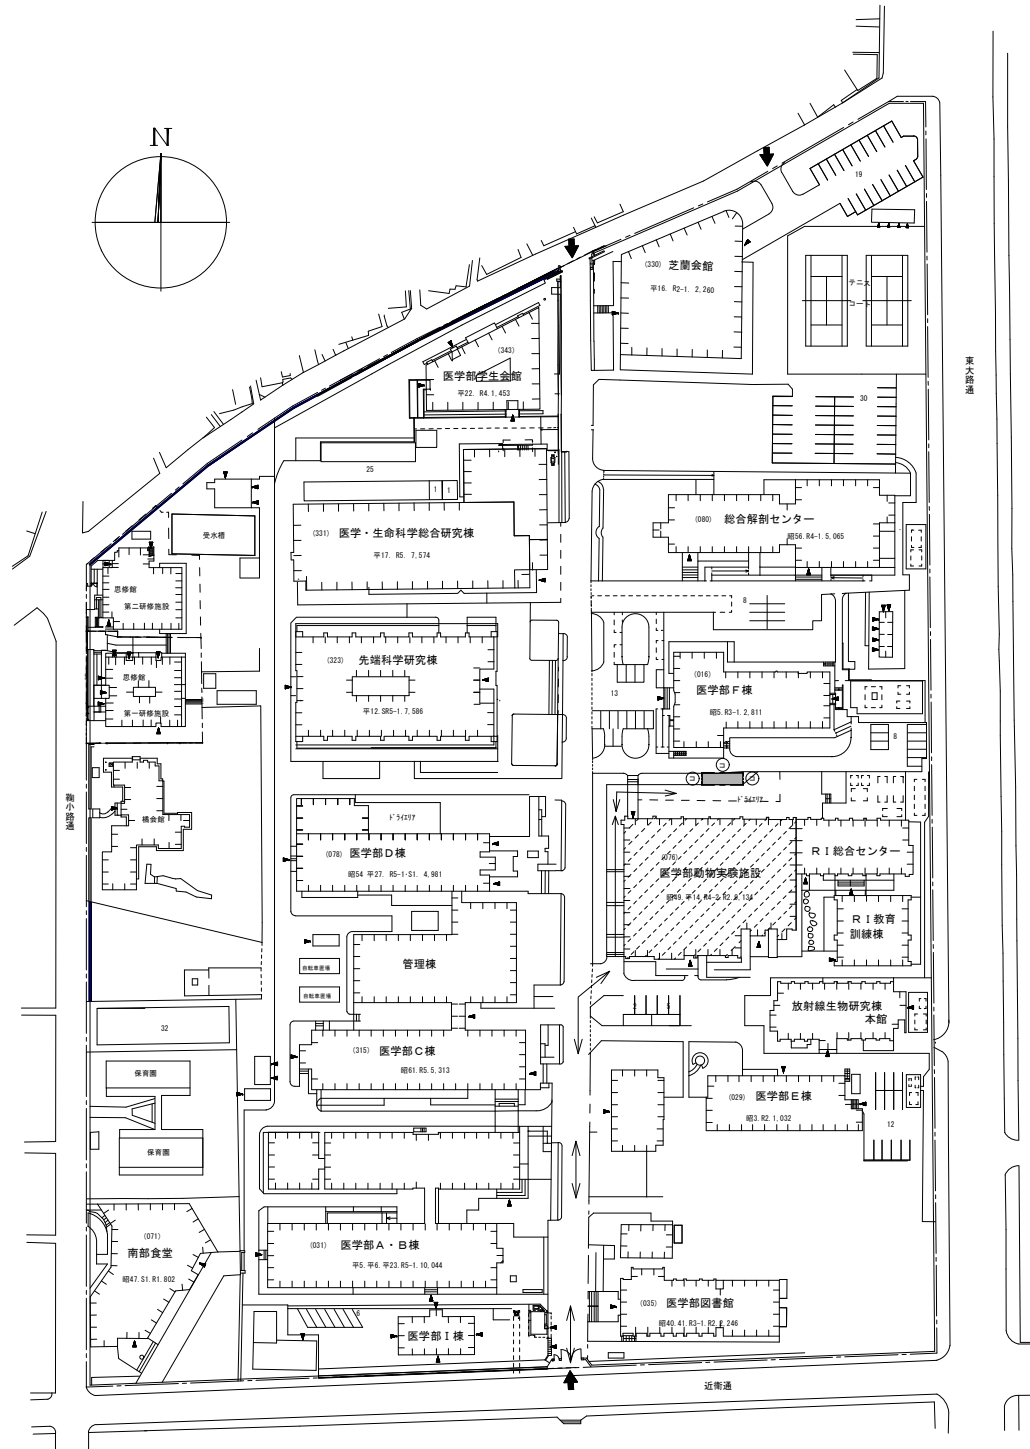 N
19
(330) 芝蘭会館
平16. R2-1. 2,260
テニス
コート
東大路通
(343)
医学部学生会館
平22. R4.1,453
30
25
1 1
(331) 医学・生命科学総合研究棟
平17. R5. 7,574
(080) 総合解剖センター
昭56.R4-1.5,065
受水槽
思修館
第二研修施設
8
(323) 先端科学研究棟
平12.SR5-1.7,586
思修館
第一研修施設
13
(016)
医学部F棟
昭5.R3-1.2,811
8
鞠小路通
橘会館
ドライエリア
(078) 医学部D棟
昭54 平27. R5-1・S1. 4,981
コ
コ
コ
ドライエリア
(076)
医学部動物実験施設
RI総合センター
RI教育
訓練棟
管理棟
自転車置場
自転車置場
放射線生物研究棟
本館
2 5
32
(315) 医学部C棟
昭61.R5.5,313
保育園
保育園
(029) 医学部E棟
昭3.R2.1,032
12
(071)
南部食堂
昭47.S1.R1.802
(031) 医学部A・B棟
平5.平6.平23.R5-1.10,044
6
医学部I棟
(035) 医学部図書館
昭40.41.R3-1.R2.2,246
近衛通